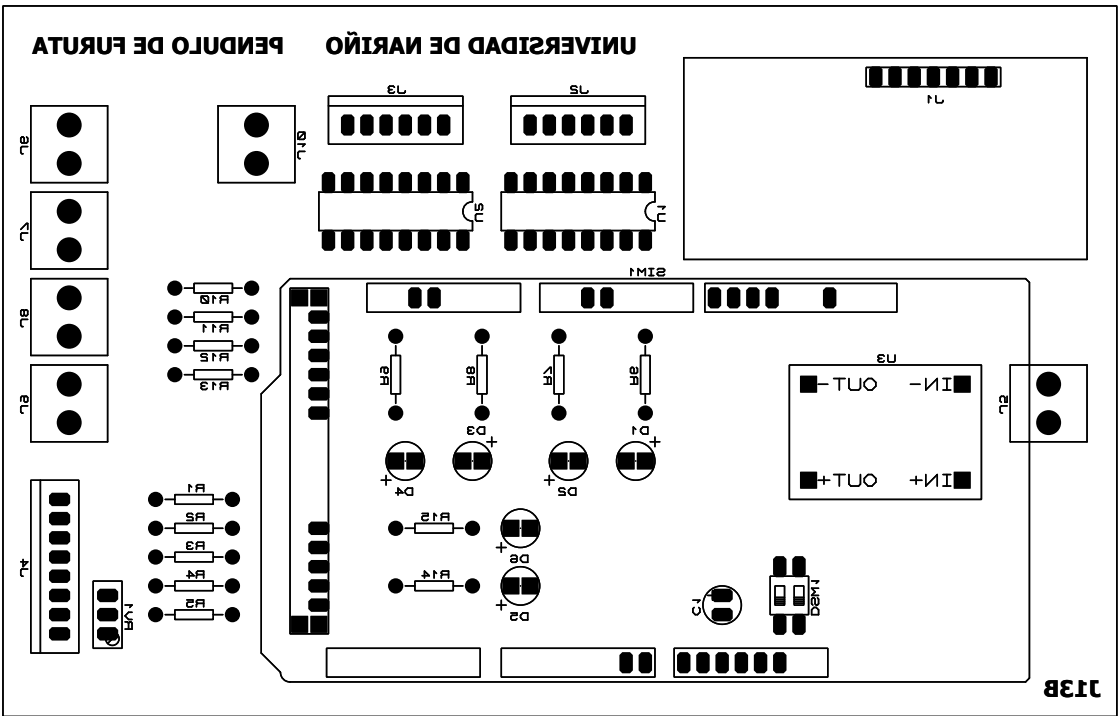 PENDULO DE FURUTA UNIVERSIDAD DE NARIÑO
J1
J2
J3
J10
J6
J7
J8
J9
U2
U1
SIM1
R10
R11
R12
R13
R9
R8
R7
R6
U3
-OUT
IN-
+OUT
IN+
J5
D3
D1
D4
D2
+
+
+
+
R1
R2
R3
R4
R5
J4
RV1
R15
R14
D6
D5
+
+
C1
+
DSW1
J13B